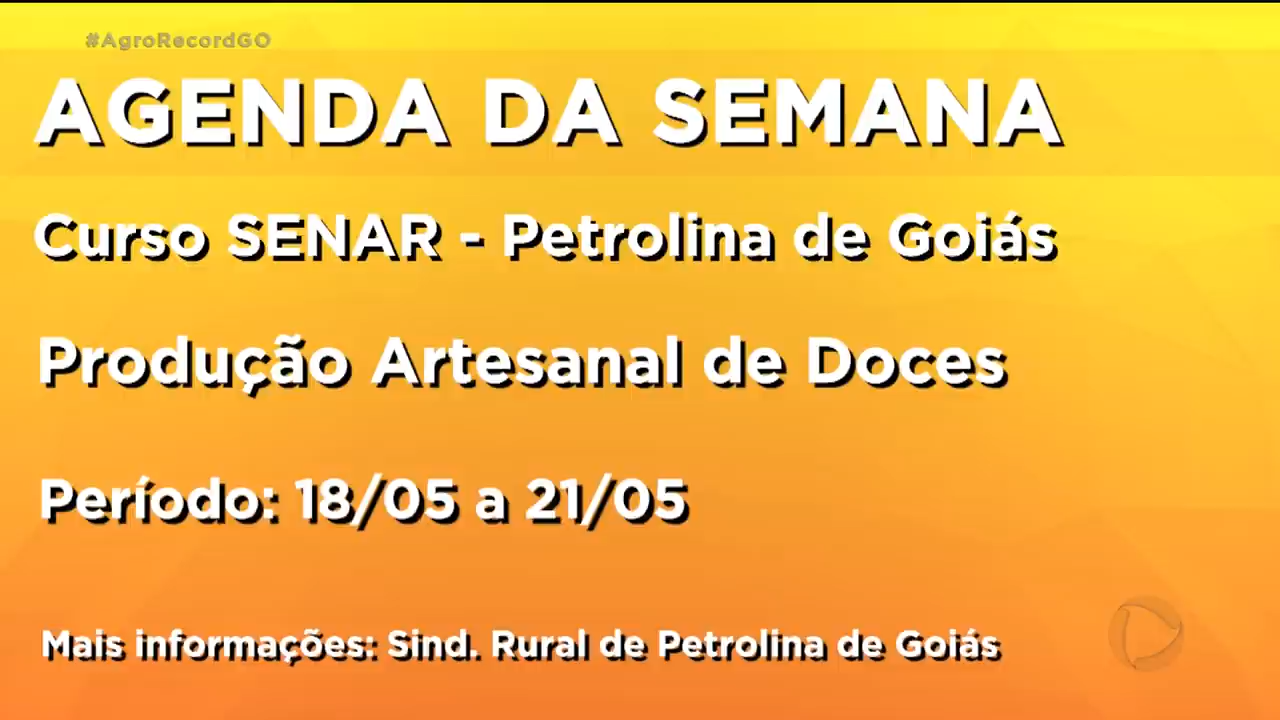 #AgroRecordGO
AGENDA DA SEMANA
Curso SENAR - Petrolina de Goiás
Produção Artesanal de Doces
Período: 18/05 a 21/05
Mais informações: Sind. Rural de Petrolina de Goiás